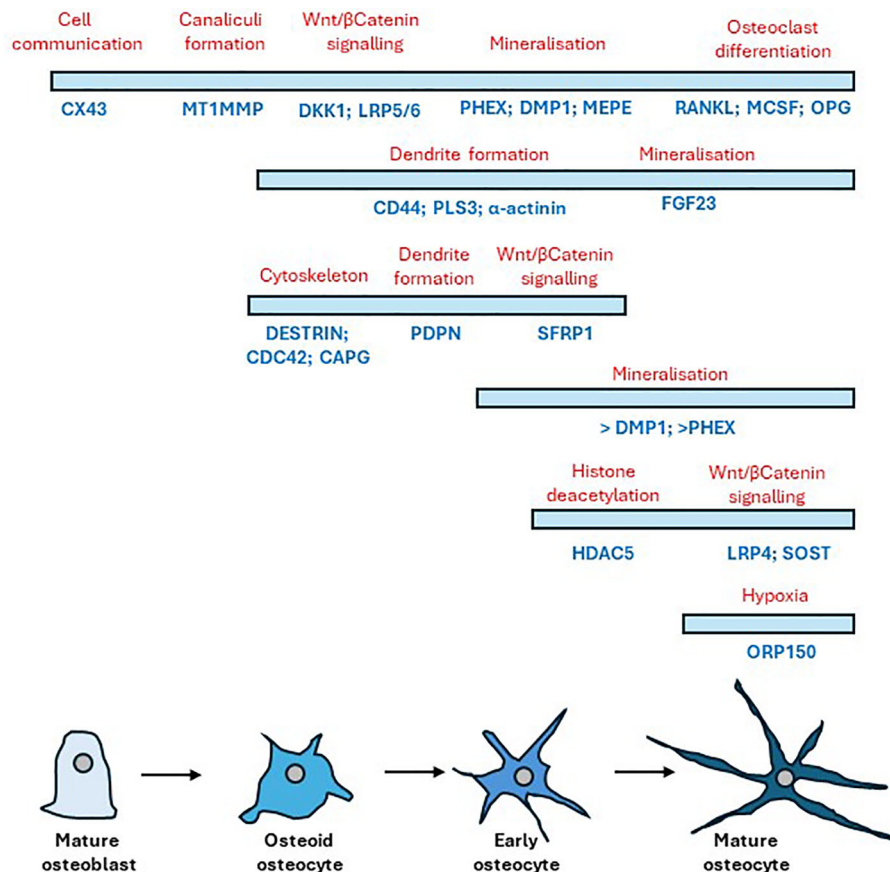 Cell communication
Canaliculi formation
Wnt/βCatenin signalling
Mineralisation
Osteoclast differentiation
CX43
MT1MMP
DKK1; LRP5/6
PHEX; DMP1; MEPE
RANKL; MCSF; OPG
Dendrite formation
Mineralisation
CD44; PLS3; α-actinin
FGF23
Cytoskeleton
Dendrite formation
Wnt/βCatenin signalling
DESTRIN;
CDC42; CAPG
PDPN
SFRP1
Mineralisation
> DMP1; >PHEX
Histone deacetylation
Wnt/βCatenin signalling
HDAC5
LRP4; SOST
Hypoxia
ORP150
Mature osteoblast
Osteoid osteocyte
Early osteocyte
Mature osteocyte